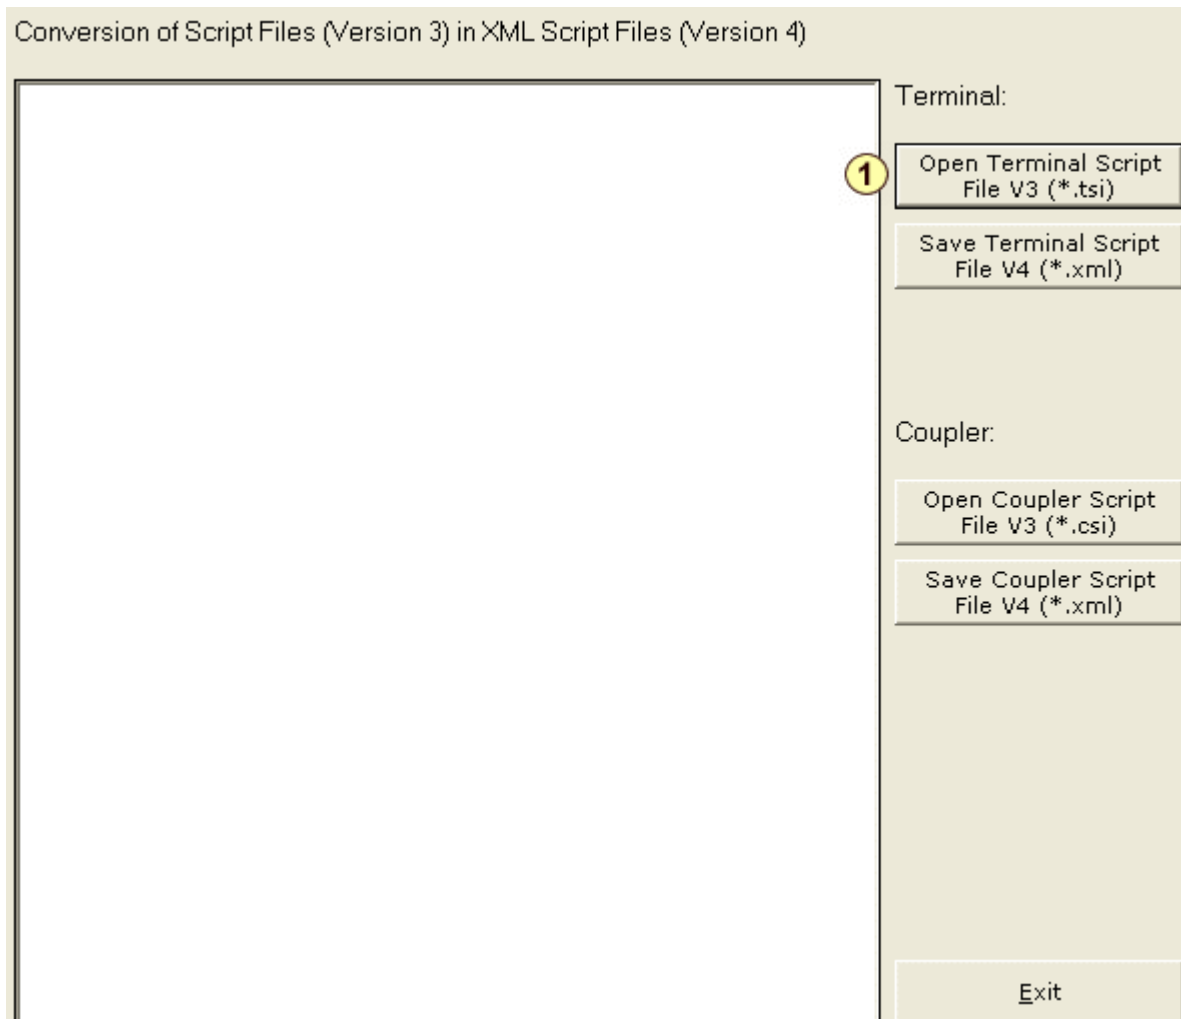 Conversion of Script Files (Version 3) in XML Script Files (Version 4)
Terminal:
1
Open Terminal Script
File V3 (*.tsi)
Save Terminal Script
File V4 (*.xml)
Coupler:
Open Coupler Script
File V3 (*.csi)
Save Coupler Script
File V4 (*.xml)
Exit